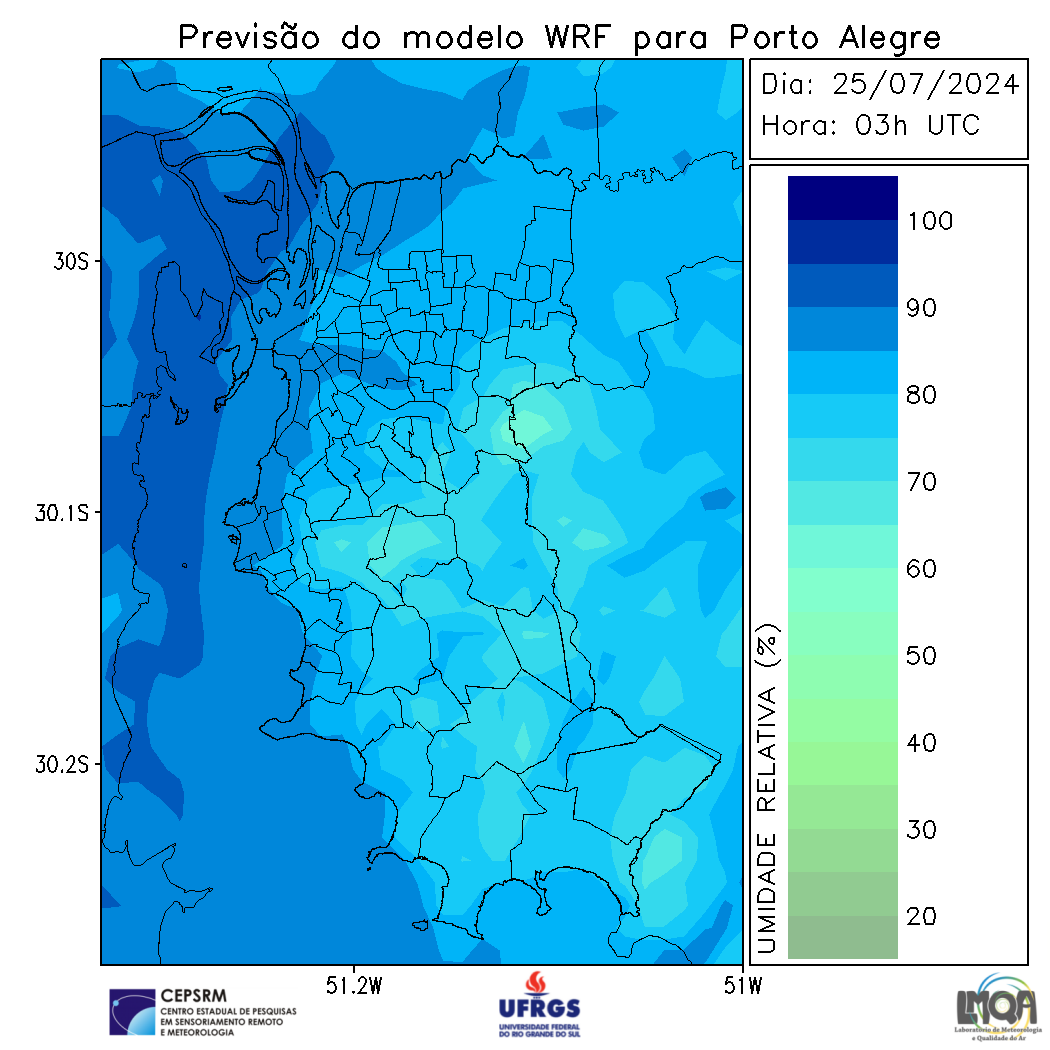 Previsão do modelo WRF para Porto Alegre
Dia: 25/07/2024
Hora: 03h UTC
30S
30.1S
30.2S
51.2W
51W
100
90
80
70
60
50
40
30
20
UMIDADE RELATIVA (%)
CEPSRM
CENTRO ESTADUAL DE PESQUISAS
EM SENSORIAMENTO REMOTO
E METEOROLOGIA
UFRGS
UNIVERSIDADE FEDERAL
DO RIO GRANDE DO SUL
LMQA
Laboratório de Meteorologia
e Qualidade do Ar